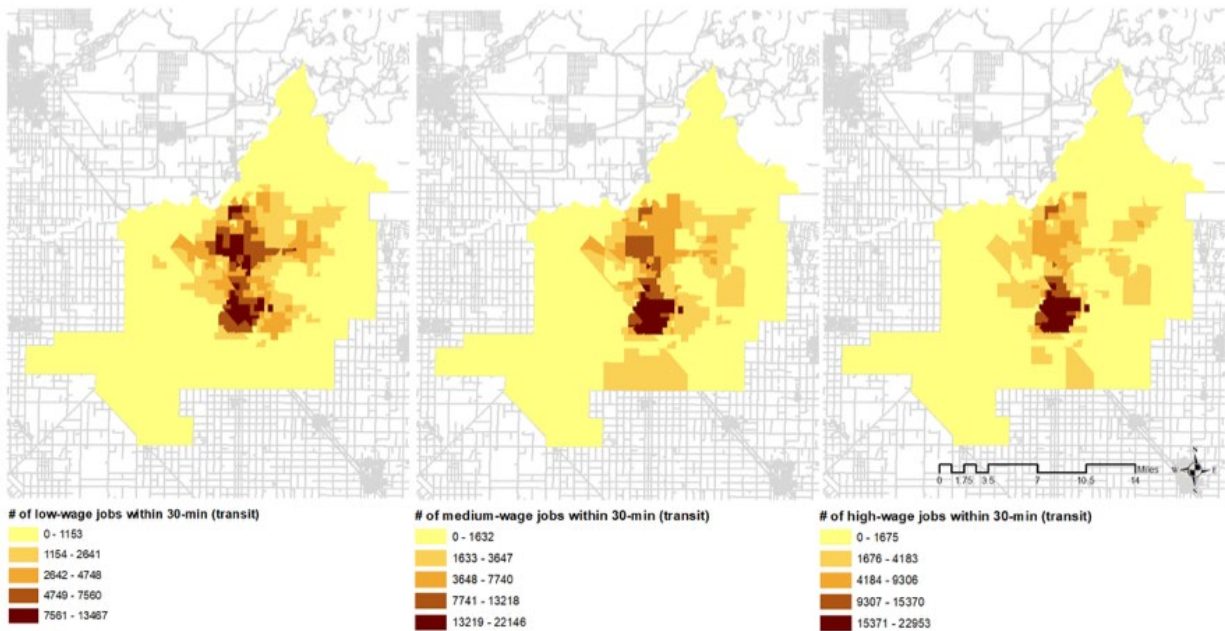 # of low-wage jobs within 30-min (transit)
0 - 1153
1154 - 2641
2642 - 4748
4749 - 7560
7561 - 13467
# of medium-wage jobs within 30-min (transit)
0 - 1632
1633 - 3647
3648 - 7740
7741 - 13218
13219 - 22146
N
W E
S
Miles
0 1.75 3.5 7 10.5 14
# of high-wage jobs within 30-min (transit)
0 - 1675
1676 - 4183
4184 - 9306
9307 - 15370
15371 - 22953